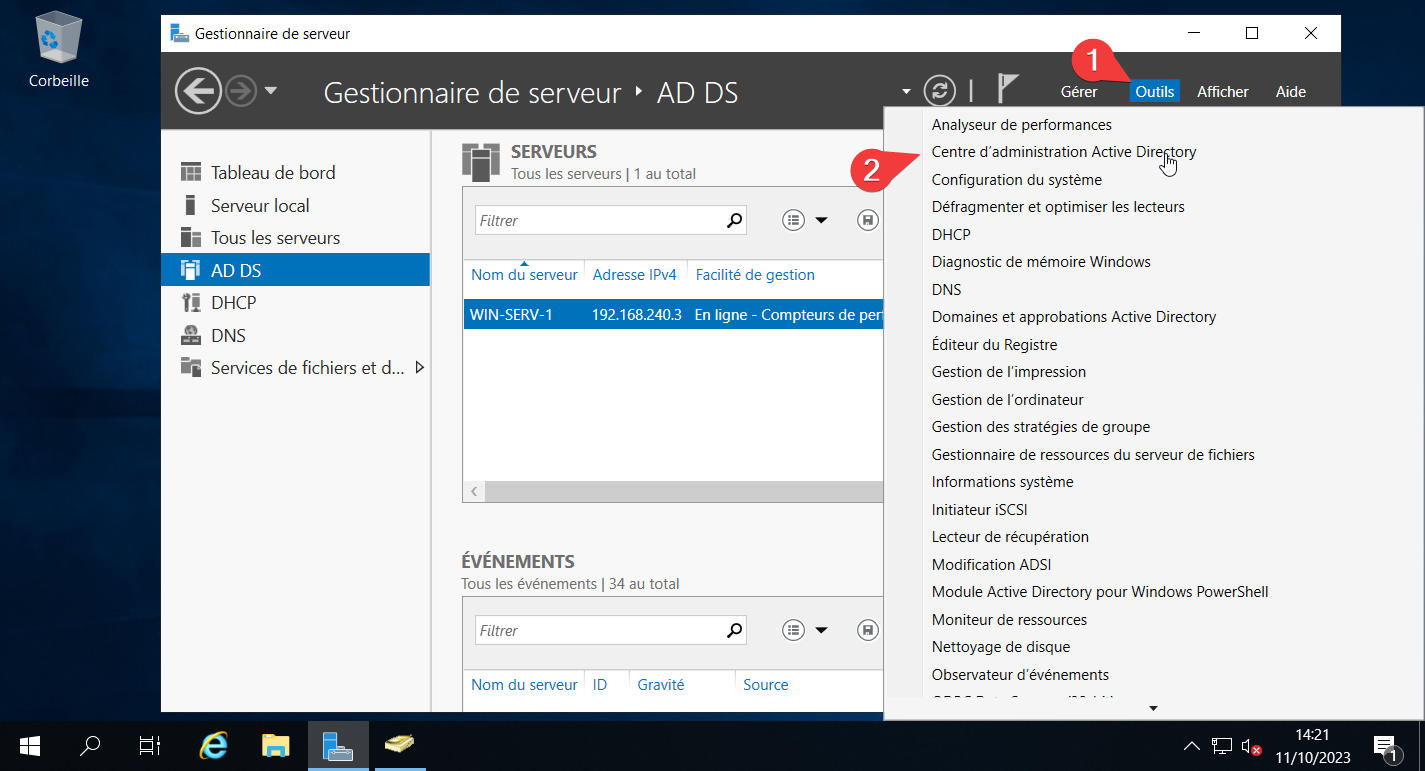 Corbeille
Gestionnaire de serveur
Gestionnaire de serveur AD DS
Gérer Outils Afficher Aide
1
2
Tableau de bord
Serveur local
Tous les serveurs
AD DS
DHCP
DNS
Services de fichiers et d...
SERVEURS
Tous les serveurs | 1 au total
Filtrer
Nom du serveur Adresse IPv4 Facilité de gestion
WIN-SERV-1 192.168.240.3 En ligne - Compteurs de
ÉVÉNEMENTS
Tous les événements | 34 au total
Filtrer
Nom du serveur ID Gravité Source
Analyseur de performances
Centre d'administration Active Directory
Configuration du système
Défragmenter et optimiser les lecteurs
DHCP
Diagnostic de mémoire Windows
DNS
Domaines et approbations Active Directory
Éditeur du Registre
Gestion de l'impression
Gestion de l'ordinateur
Gestion des stratégies de groupe
Gestionnaire de ressources du serveur de fichiers
Informations système
Initiateur iSCSI
Lecteur de récupération
Modification ADSI
Module Active Directory pour Windows PowerShell
Moniteur de ressources
Nettoyage de disque
Observateur d'événements
14:21
11/10/2023
1